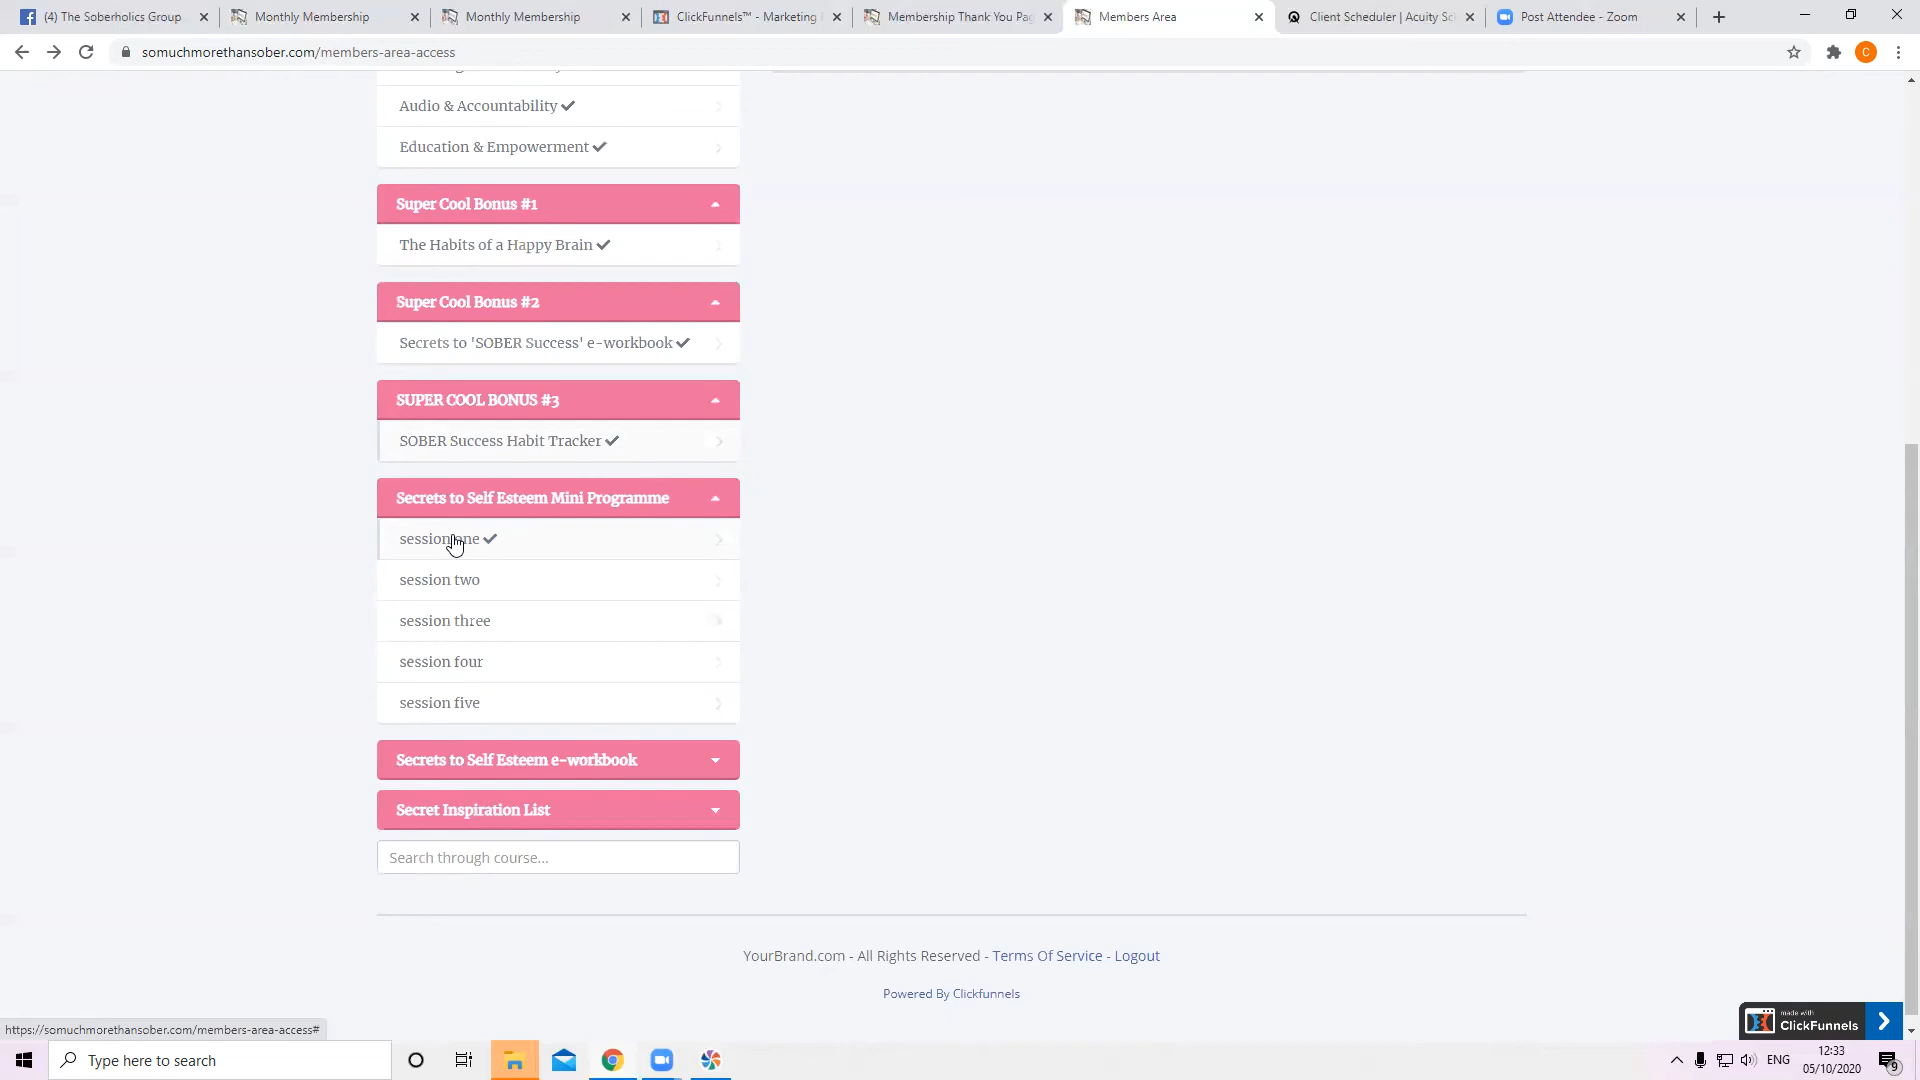 (4) The Soberholics Group
Monthly Membership
Monthly Membership
ClickFunnels™ - Marketing
Membership Thank You Pag
Members Area
Client Scheduler | Acuity Sc
Post Attendee - Zoom
somuchmorethansober.com/members-area-access
C
Audio & Accountability
Education & Empowerment
Super Cool Bonus #1
The Habits of a Happy Brain
Super Cool Bonus #2
Secrets to 'SOBER Success' e-workbook
SUPER COOL BONUS #3
SOBER Success Habit Tracker
Secrets to Self Esteem Mini Programme
session one
session two
session three
session four
session five
Secrets to Self Esteem e-workbook
Secret Inspiration List
Search through course...
YourBrand.com - All Rights Reserved - Terms Of Service - Logout
Powered By Clickfunnels
made with
ClickFunnels
https://somuchmorethansober.com/members-area-access#
Type here to search
ENG
12:33
05/10/2020
9